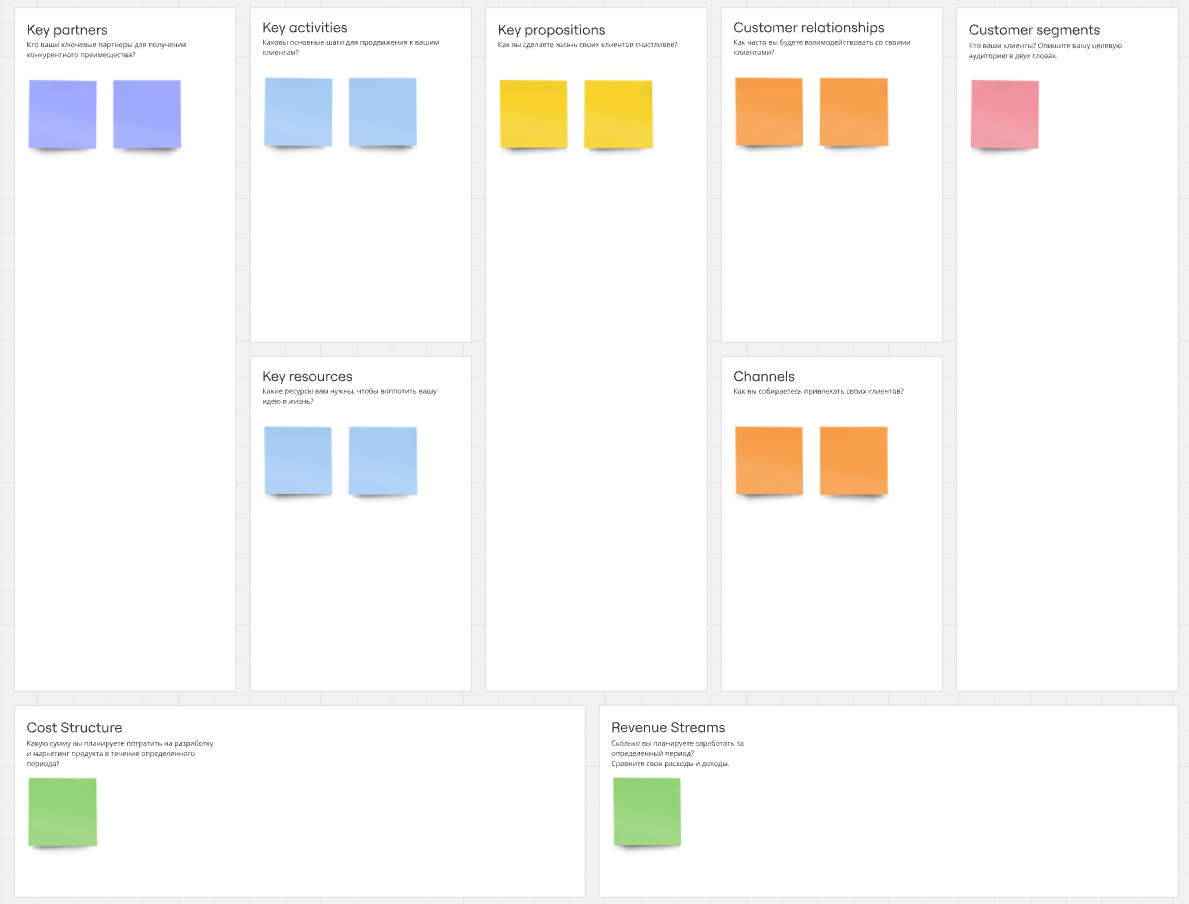 Key partners
Кто ваши ключевые партнеры для получения
конкурентного преимещества?
Key activities
Каковы основные шаги для продвижения к вашим
клиентам?
Key propositions
Как вы сделаете жизнь своих клиентов счастливее?
Customer relationships
Как часто вы будете взаимодействовать со своими
клиентами?
Customer segments
Кто ваши клиенты? Опишите вашу целевую
аудиторию в двух словах.
Key resources
Какие ресурсы вам нужны, чтобы воплотить вашу
идею в жизнь?
Channels
Как вы собираетесь привлекать своих клиентов?
Cost Structure
Какую сумму вы планируете потратить на разработку
и маркетинг продукта в течение определенного
периода?
Revenue Streams
Сколько вы планируете заработать за
определенный период?
Сравните свои расходы и доходы.